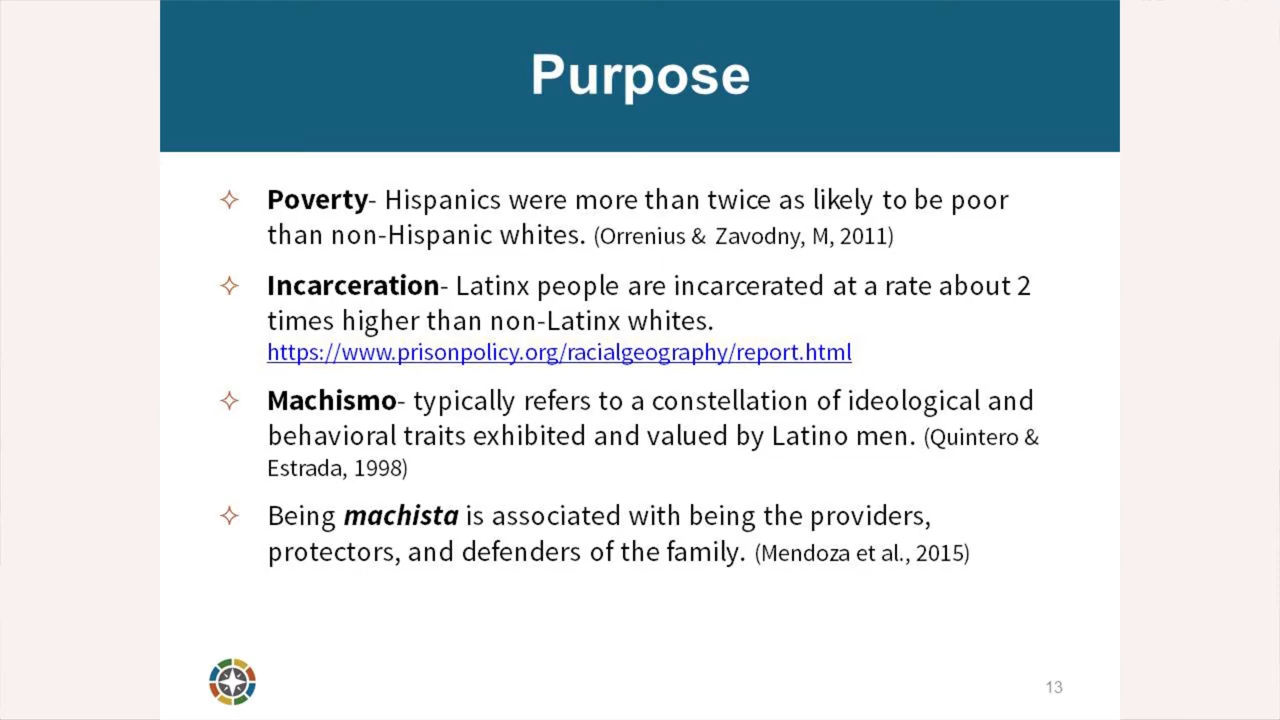 Purpose
Poverty- Hispanics were more than twice as likely to be poor
than non-Hispanic whites. (Orrenius & Zavodny, M, 2011)
Incarceration- Latinx people are incarcerated at a rate about 2
times higher than non-Latinx whites.
https://www.prisonpolicy.org/racialgeography/report.html
Machismo- typically refers to a constellation of ideological and
behavioral traits exhibited and valued by Latino men. (Quintero &
Estrada, 1998)
Being machista is associated with being the providers,
protectors, and defenders of the family. (Mendoza et al., 2015)
13